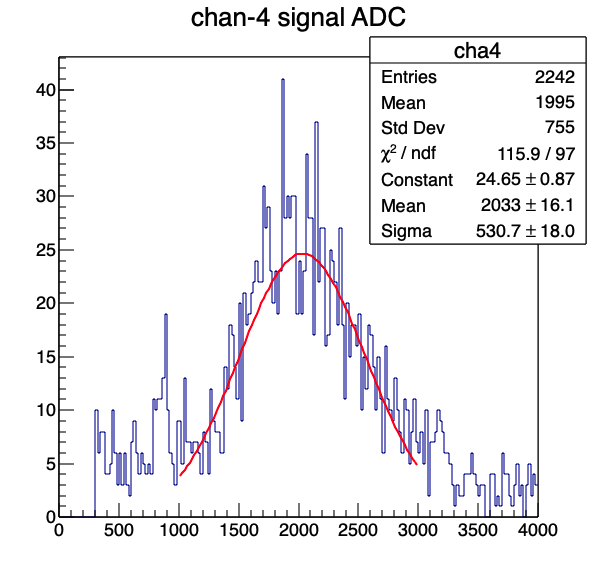 chan-4 signal ADC
cha4
Entries 2242
Mean 1995
Std Dev 755
χ² / ndf 115.9 / 97
Constant 24.65 ± 0.87
Mean 2033 ± 16.1
Sigma 530.7 ± 18.0
40
35
30
25
20
15
10
5
0
0 500 1000 1500 2000 2500 3000 3500 4000